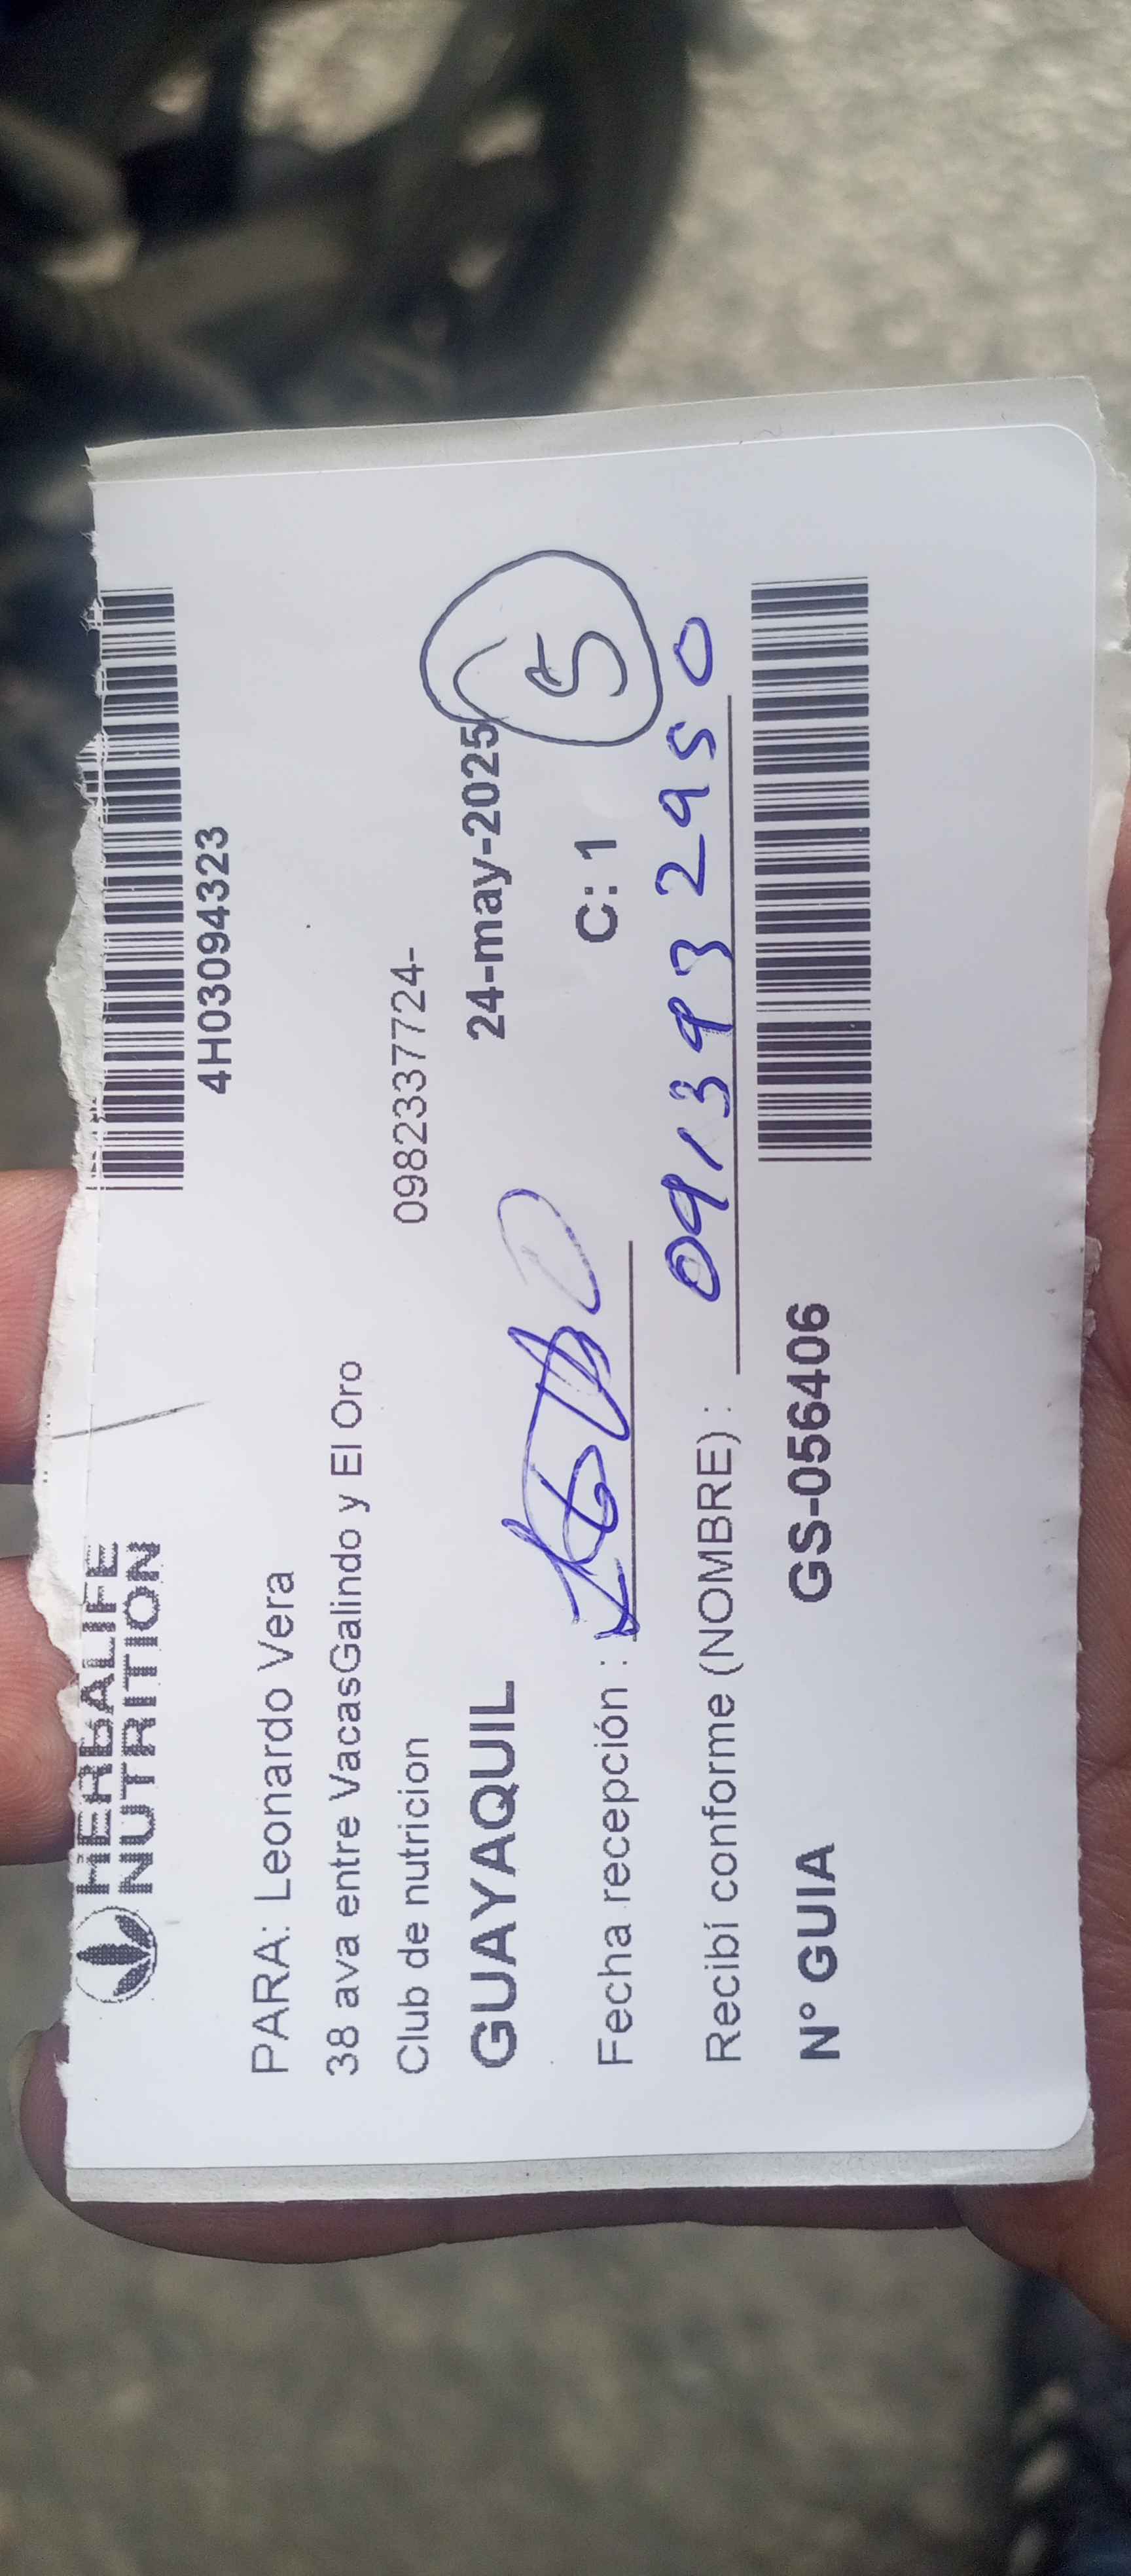 HERBALIFE
NUTRITION
4H03094323
PARA: Leonardo Vera
38 ava entre VacasGalindo y El Oro
Club de nutricion 0982337724-
GUAYAQUIL 24-may-2025
5
Fecha recepción : C: 1
Recibí conforme (NOMBRE) : 0913932950
N° GUIA GS-056406